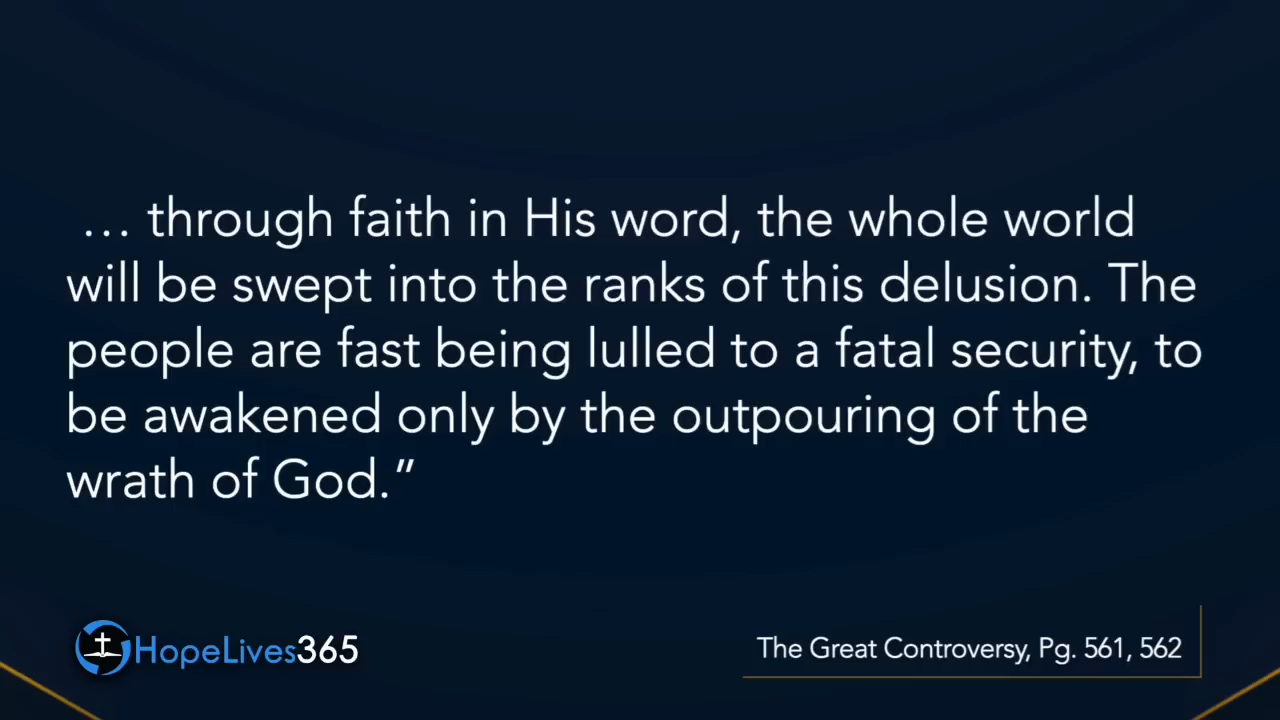 … through faith in His word, the whole world
will be swept into the ranks of this delusion. The
people are fast being lulled to a fatal security, to
be awakened only by the outpouring of the
wrath of God.”
HopeLives365
The Great Controversy, Pg. 561, 562